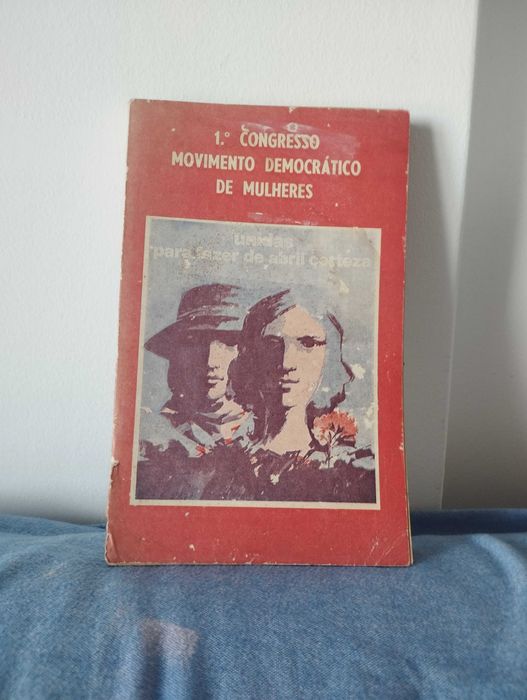 1.º CONGRESSO
MOVIMENTO DEMOCRÁTICO
DE MULHERES
unidas
para fazer de abril certeza